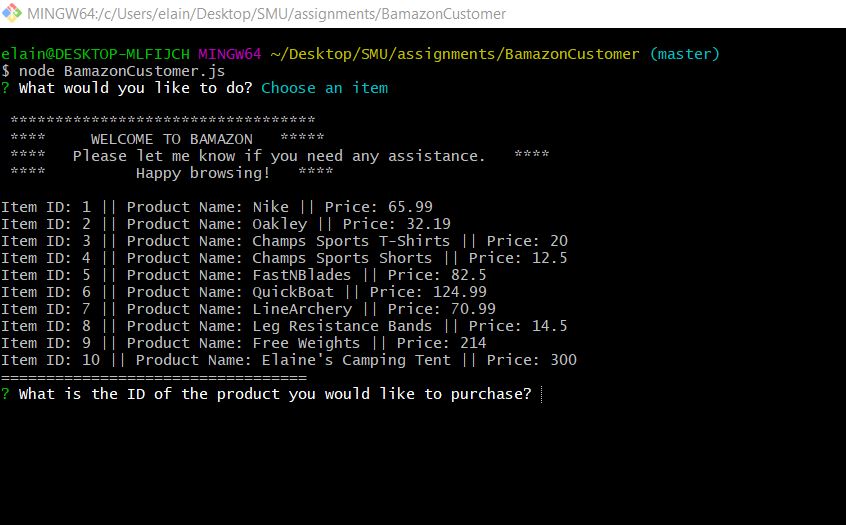 MINGW64:/c/Users/elain/Desktop/SMU/assignments/BamazonCustomer
elain@DESKTOP-MLFIJCH MINGW64 ~/Desktop/SMU/assignments/BamazonCustomer (master)
$ node BamazonCustomer.js
? What would you like to do? Choose an item
**********************************
****     WELCOME TO BAMAZON   *****
****   Please let me know if you need any assistance.   ****
****          Happy browsing!   ****
Item ID: 1 || Product Name: Nike || Price: 65.99
Item ID: 2 || Product Name: Oakley || Price: 32.19
Item ID: 3 || Product Name: Champs Sports T-Shirts || Price: 20
Item ID: 4 || Product Name: Champs Sports Shorts || Price: 12.5
Item ID: 5 || Product Name: FastNBlades || Price: 82.5
Item ID: 6 || Product Name: QuickBoat || Price: 124.99
Item ID: 7 || Product Name: LineArchery || Price: 70.99
Item ID: 8 || Product Name: Leg Resistance Bands || Price: 14.5
Item ID: 9 || Product Name: Free Weights || Price: 214
Item ID: 10 || Product Name: Elaine's Camping Tent || Price: 300
==================================
? What is the ID of the product you would like to purchase?